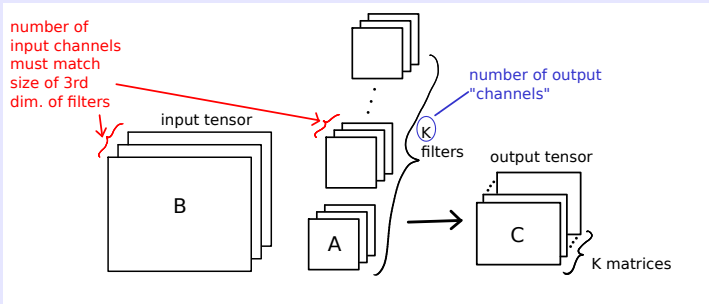 number of
input channels
must match
size of 3rd
dim. of filters
input tensor
B
A
K
filters
number of output
"channels"
output tensor
C
K matrices